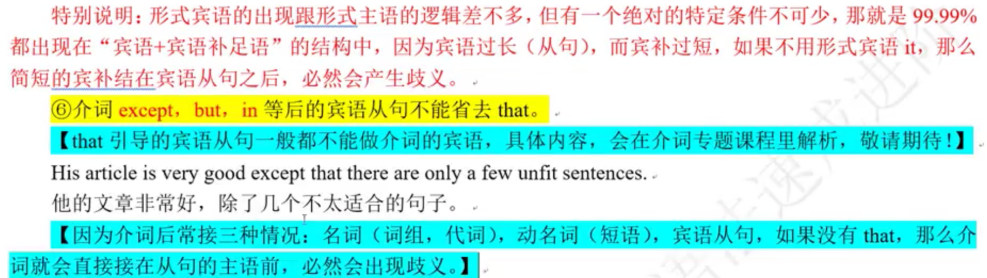 特别说明：形式宾语的出现跟形式主语的逻辑差不多，但有一个绝对的特定条件不可少，那就是 99.99%
都出现在“宾语+宾语补足语”的结构中，因为宾语过长（从句），而宾补过短，如果不用形式宾语 it，那么
简短的宾补结在宾语从句之后，必然会产生歧义。
⑥介词 except，but，in 等后的宾语从句不能省去 that。
【that 引导的宾语从句一般都不能做介词的宾语，具体内容，会在介词专题课程里解析，敬请期待!】
His article is very good except that there are only a few unfit sentences.
他的文章非常好，除了几个不太适合的句子。
【因为介词后常接三种情况：名词（词组，代词），动名词（短语），宾语从句，如果没有 that，那么介
词就会直接接在从句的主语前，必然会出现歧义。】
语法速成进阶